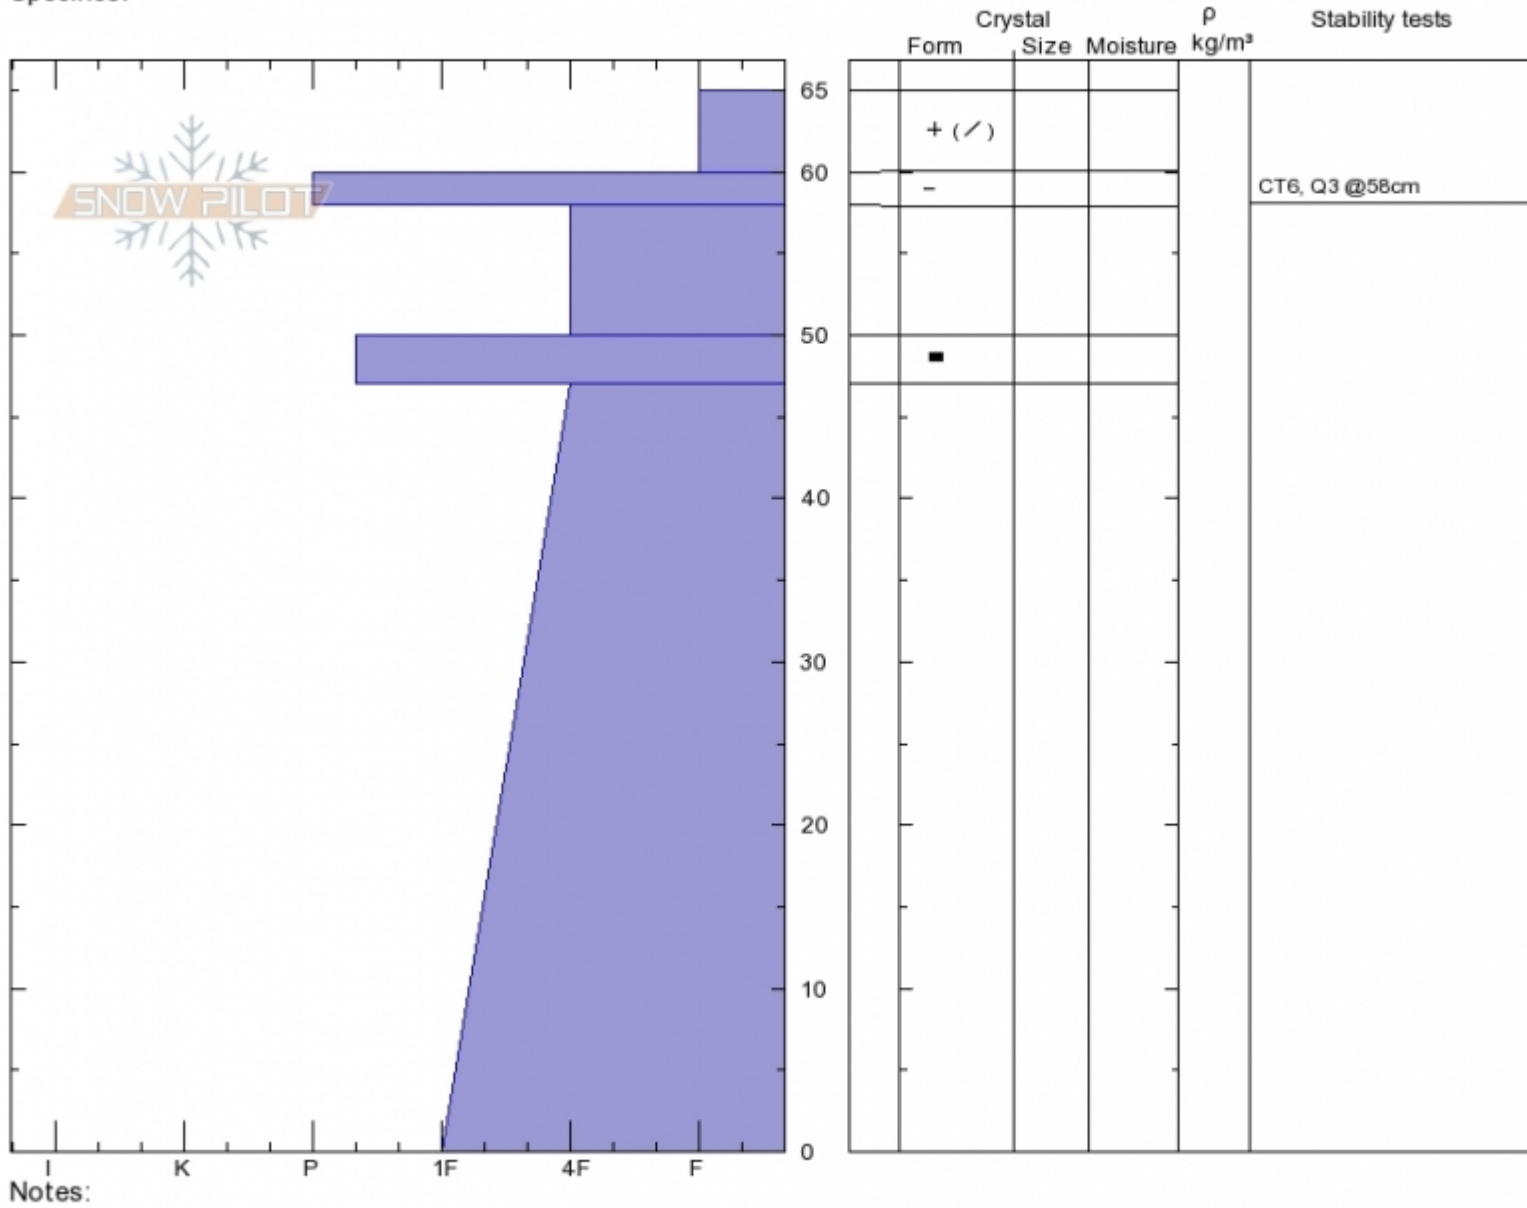 Crystal ρ Stability tests
Form Size Moisture kg/m³
65
+ (/)
60
SNOW PILOT
CT6, Q3 @58cm
50
40
30
20
10
0
I K P 1F 4F F
Notes: